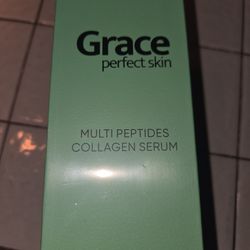 Grace
perfect skin
MULTI PEPTIDES
COLLAGEN SERUM